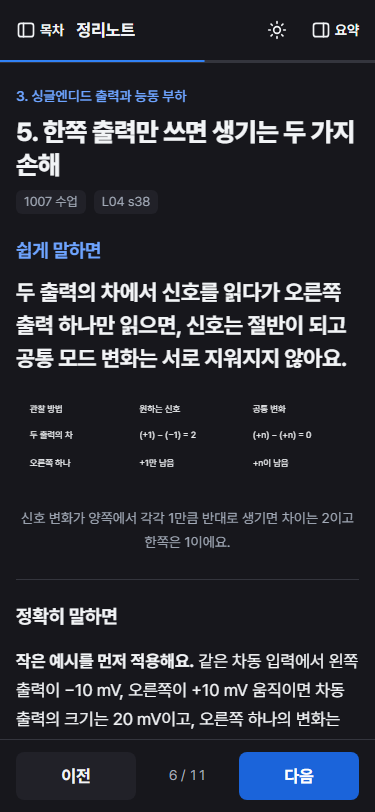 목차 정리노트 요약
3. 싱글엔디드 출력과 능동 부하
5. 한쪽 출력만 쓰면 생기는 두 가지
손해
1007 수업 L04 s38
쉽게 말하면
두 출력의 차에서 신호를 읽다가 오른쪽
출력 하나만 읽으면, 신호는 절반이 되고
공통 모드 변화는 서로 지워지지 않아요.
관찰 방법 원하는 신호 공통 변화
두 출력의 차 (+1) − (−1) = 2 (+n) − (+n) = 0
오른쪽 하나 +1만 남음 +n이 남음
신호 변화가 양쪽에서 각각 1만큼 반대로 생기면 차이는 2이고
한쪽은 1이에요.
정확히 말하면
작은 예시를 먼저 적용해요. 같은 차동 입력에서 왼쪽
출력이 −10 mV, 오른쪽이 +10 mV 움직이면 차동
출력의 크기는 20 mV이고, 오른쪽 하나의 변화는
이전 6 / 11 다음